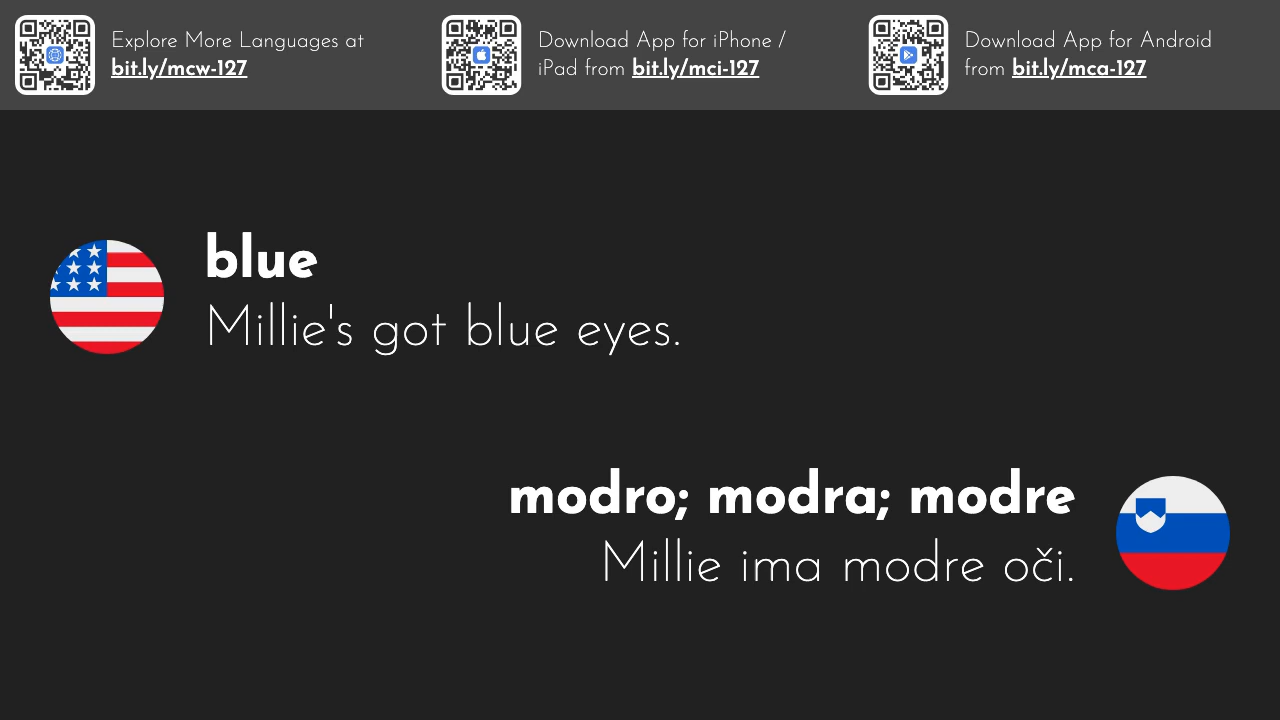 Explore More Languages at
bit.ly/mcw-127
Download App for iPhone /
iPad from bit.ly/mci-127
Download App for Android
from bit.ly/mca-127
blue
Millie's got blue eyes.
modro; modra; modre
Millie ima modre oči.